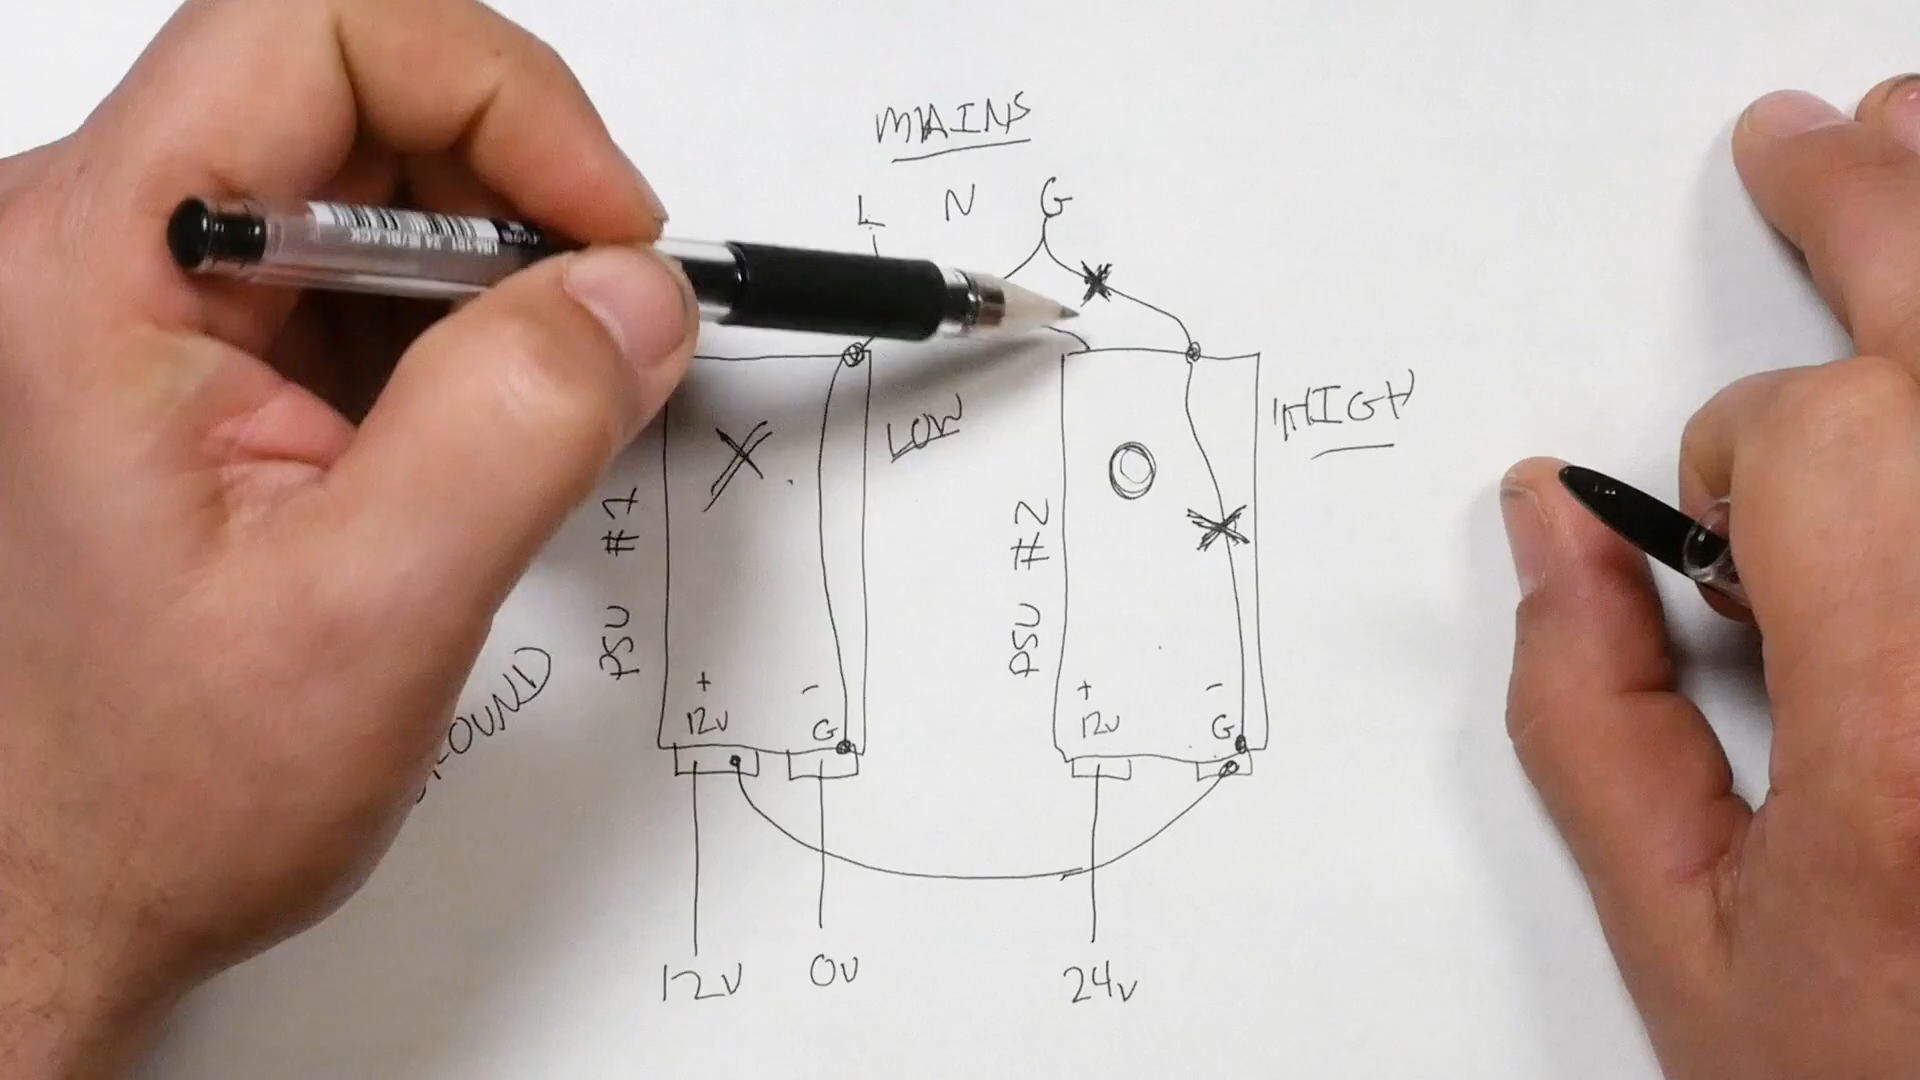 MAINS
L N G
LOW
HIGH
PSU #1
PSU #2
+ -
12V G
+ -
12V G
12V 0V 24V